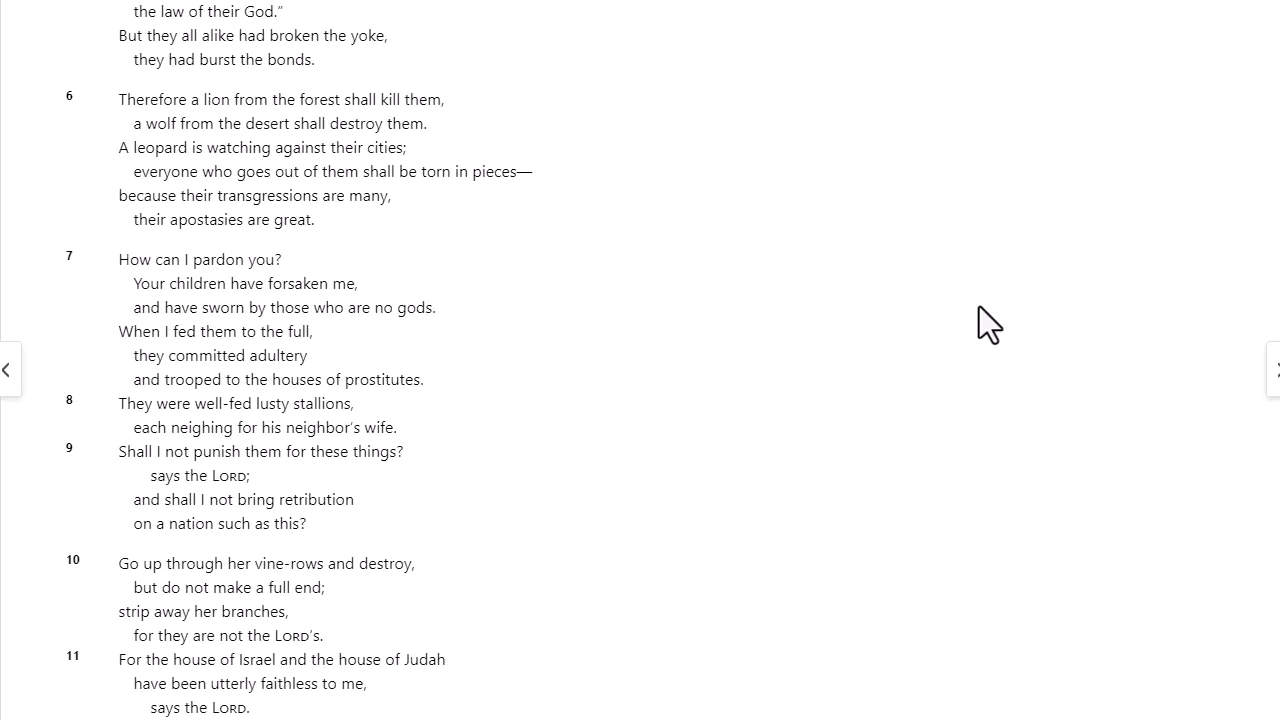 the law of their God.”
But they all alike had broken the yoke,
they had burst the bonds.
6 Therefore a lion from the forest shall kill them,
a wolf from the desert shall destroy them.
A leopard is watching against their cities;
everyone who goes out of them shall be torn in pieces—
because their transgressions are many,
their apostasies are great.
7 How can I pardon you?
Your children have forsaken me,
and have sworn by those who are no gods.
When I fed them to the full,
they committed adultery
and trooped to the houses of prostitutes.
8 They were well-fed lusty stallions,
each neighing for his neighbor’s wife.
9 Shall I not punish them for these things?
says the LORD;
and shall I not bring retribution
on a nation such as this?
10 Go up through her vine-rows and destroy,
but do not make a full end;
strip away her branches,
for they are not the LORD’s.
11 For the house of Israel and the house of Judah
have been utterly faithless to me,
says the LORD.